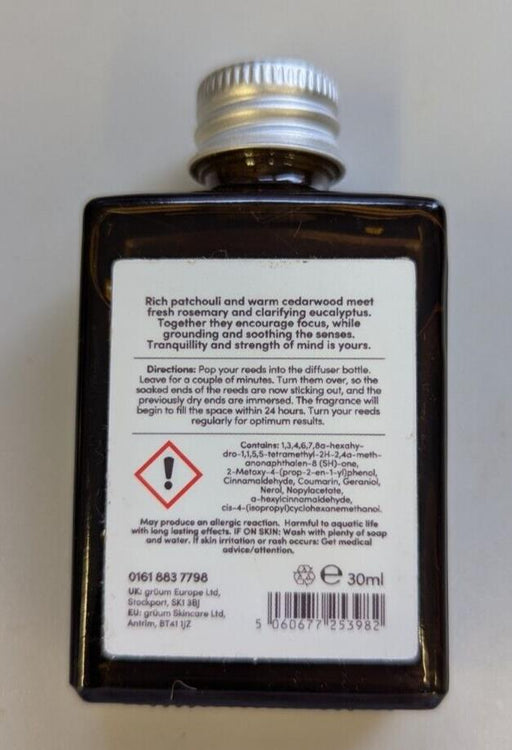 Rich patchouli and warm cedarwood meet
fresh rosemary and clarifying eucalyptus.
Together they encourage focus, while
grounding and soothing the senses.
Tranquillity and strength of mind is yours.
Directions: Pop your reeds into the diffuser bottle.
Leave for a couple of minutes. Turn them over, so the
soaked ends of the reeds are now sticking out, and the
previously dry ends are immersed. The fragrance will
begin to fill the space within 24 hours. Turn your reeds
regularly for optimum results.
Contains: 1,3,4,6,7,8a-hexahy-
dro-1,1,5,5-tetramethyl-2H-2,4a-meth-
anonaphthalen-8 (5H)-one,
2-Metoxy-4-(prop-2-en-1-yl)phenol,
Cinnamaldehyde, Coumarin, Geraniol,
Nerol, Nopylacetate,
a-hexylcinnamaldehyde,
cis-4-(isopropyl)cyclohexanemethanol.
May produce an allergic reaction. Harmful to aquatic life
with long lasting effects. IF ON SKIN: Wash with plenty of soap
and water. If skin irritation or rash occurs: Get medical
advice/attention.
0161 883 7798
℮ 30ml
UK: grüum Europe Ltd,
Stockport, SK1 3BJ
EU: grüum Skincare Ltd,
Antrim, BT41 1JZ
5 060677 253982